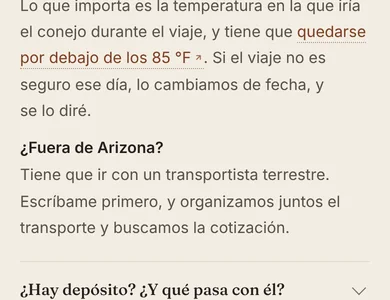 Lo que importa es la temperatura en la que iría
el conejo durante el viaje, y tiene que quedarse
por debajo de los 85 °F ↗. Si el viaje no es
seguro ese día, lo cambiamos de fecha, y
se lo diré.
¿Fuera de Arizona?
Tiene que ir con un transportista terrestre.
Escríbame primero, y organizamos juntos el
transporte y buscamos la cotización.
¿Hay depósito? ¿Y qué pasa con él?